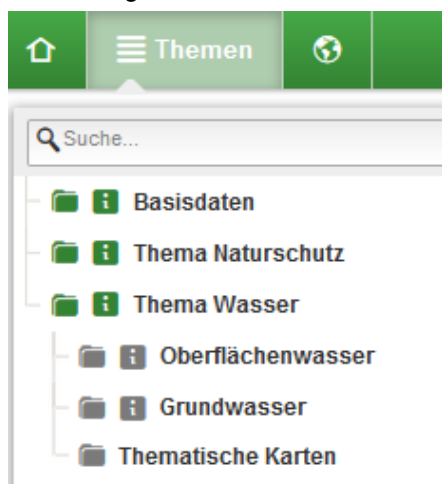 Themen
Suche...
Basisdaten
Thema Naturschutz
Thema Wasser
Oberflächenwasser
Grundwasser
Thematische Karten